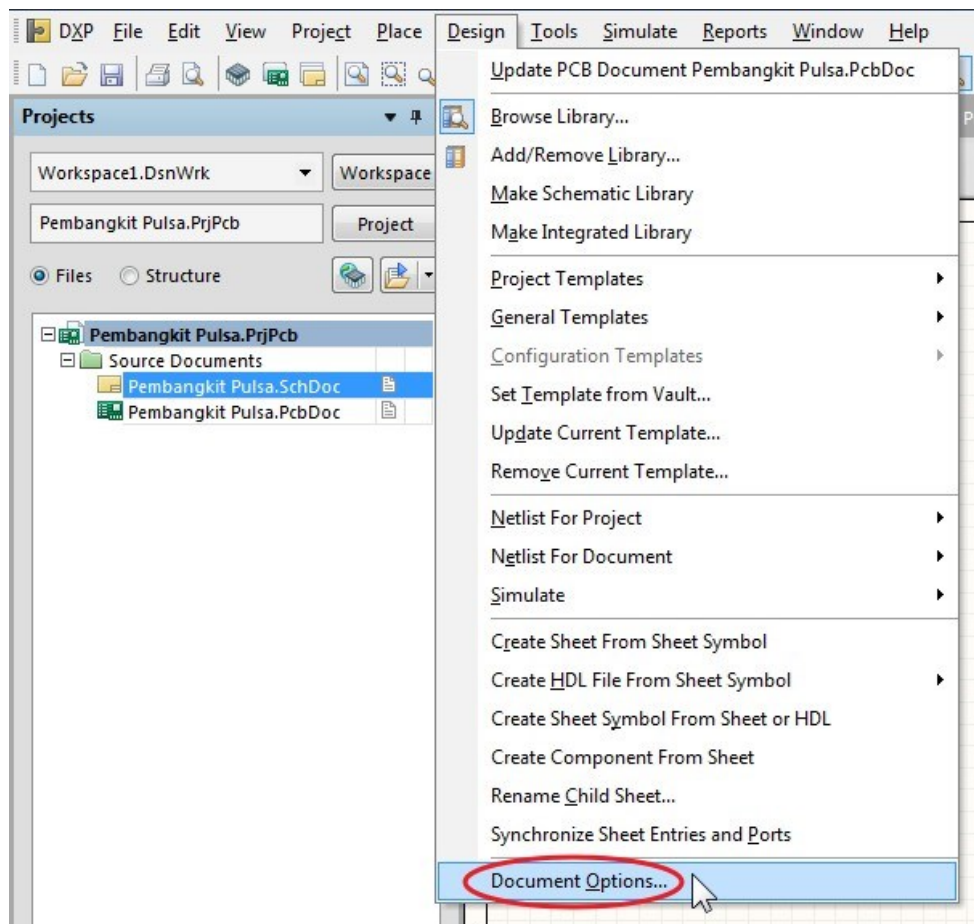 DXP File Edit View Project Place Design Tools Simulate Reports Window Help
Projects
Workspace1.DsnWrk Workspace
Pembangkit Pulsa.PrjPcb Project
Files Structure
Pembangkit Pulsa.PrjPcb
Source Documents
Pembangkit Pulsa.SchDoc
Pembangkit Pulsa.PcbDoc
Update PCB Document Pembangkit Pulsa.PcbDoc
Browse Library...
Add/Remove Library...
Make Schematic Library
Make Integrated Library
Project Templates
General Templates
Configuration Templates
Set Template from Vault...
Update Current Template...
Remove Current Template...
Netlist For Project
Netlist For Document
Simulate
Create Sheet From Sheet Symbol
Create HDL File From Sheet Symbol
Create Sheet Symbol From Sheet or HDL
Create Component From Sheet
Rename Child Sheet...
Synchronize Sheet Entries and Ports
Document Options...